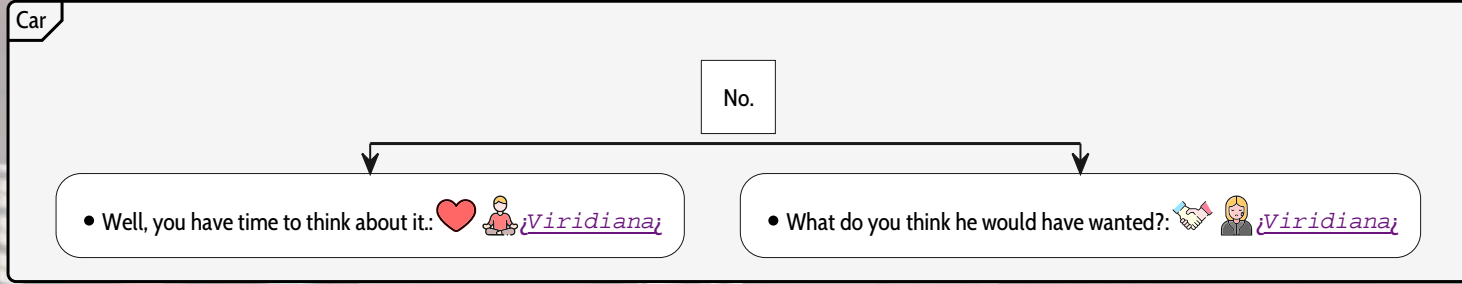 Car
No.
• Well, you have time to think about it.: ¡Viridiana¿
• What do you think he would have wanted?: ¡Viridiana¿